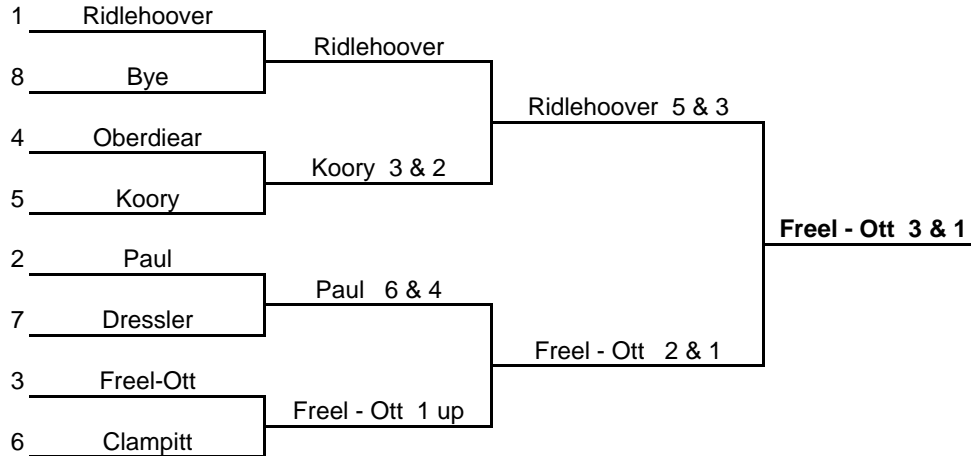 1 Ridlehoover
Ridlehoover
8 Bye
Ridlehoover 5 & 3
4 Oberdiear
Koory 3 & 2
5 Koory
Freel - Ott 3 & 1
2 Paul
Paul 6 & 4
7 Dressler
Freel - Ott 2 & 1
3 Freel-Ott
Freel - Ott 1 up
6 Clampitt